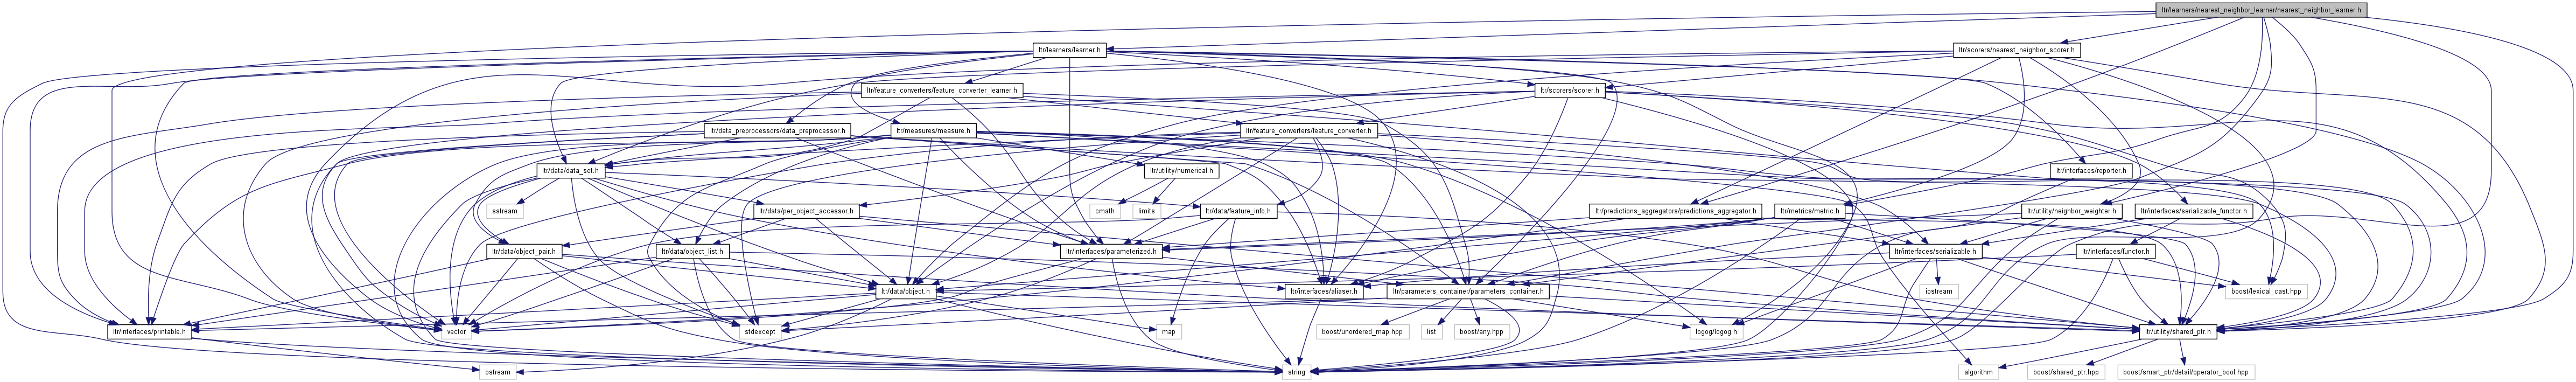 ltr/learners/nearest_neighbor_learner/nearest_neighbor_learner.h
ltr/learners/learner.h
ltr/scorers/nearest_neighbor_scorer.h
ltr/feature_converters/feature_converter_learner.h
ltr/scorers/scorer.h
ltr/data_preprocessors/data_preprocessor.h
ltr/measures/measure.h
ltr/feature_converters/feature_converter.h
ltr/data/data_set.h
ltr/utility/numerical.h
ltr/interfaces/reporter.h
sstream
ltr/data/per_object_accessor.h
cmath
limits
ltr/data/feature_info.h
ltr/predictions_aggregators/predictions_aggregator.h
ltr/metrics/metric.h
ltr/utility/neighbor_weighter.h
ltr/interfaces/serializable_functor.h
ltr/data/object_pair.h
ltr/data/object_list.h
ltr/interfaces/parameterized.h
ltr/interfaces/serializable.h
ltr/interfaces/functor.h
ltr/data/object.h
ltr/interfaces/aliaser.h
ltr/parameters_container/parameters_container.h
iostream
boost/lexical_cast.hpp
ltr/interfaces/printable.h
vector
stdexcept
map
boost/unordered_map.hpp
list
boost/any.hpp
logog/logog.h
ltr/utility/shared_ptr.h
ostream
string
algorithm
boost/shared_ptr.hpp
boost/smart_ptr/detail/operator_bool.hpp